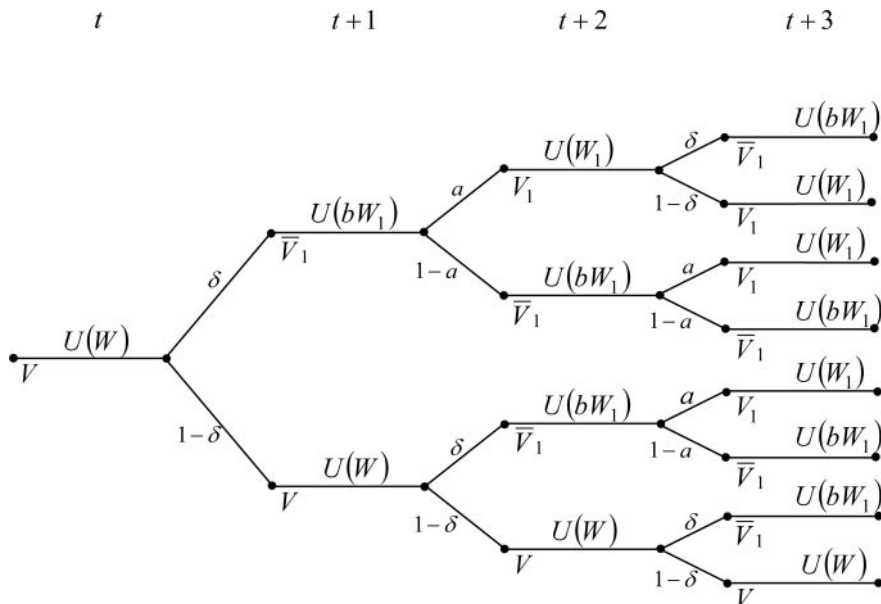 t t+1 t+2 t+3
U(bW₁)
δ V̄₁
U(W₁)
a V₁ 1-δ U(W₁)
V₁
U(bW₁)
V̄₁ 1-a U(bW₁) a U(W₁)
V₁
δ V̄₁ 1-a U(bW₁)
V̄₁
U(W)
V
U(bW₁) a U(W₁)
V₁
1-δ δ V̄₁ 1-a U(bW₁)
V̄₁
U(W)
V 1-δ U(W) δ U(bW₁)
V̄₁
V 1-δ U(W)
V